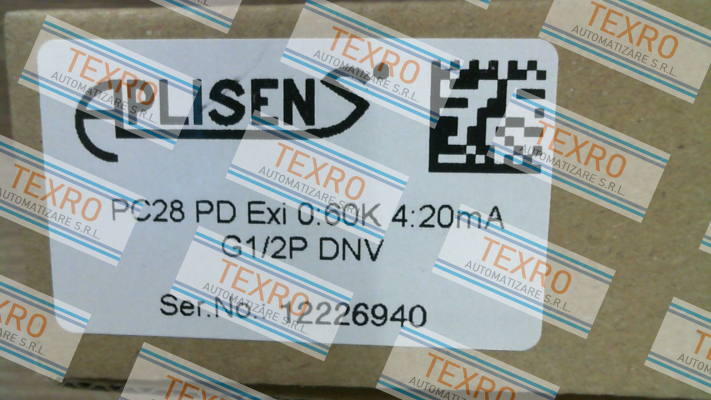 APLISENS
PC28 PD Exi 0:60K 4:20mA
G1/2P DNV
Ser.No.: 12226940
TEXRO
AUTOMATIZARE S.R.L.